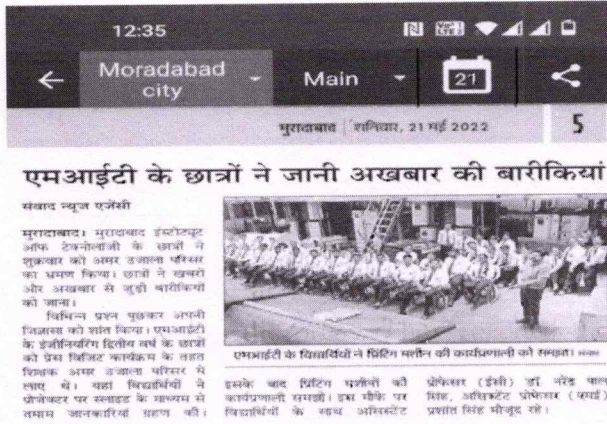 12:35
Moradabad city
Main
21
मुरादाबाद | शनिवार, 21 मई 2022
5
एमआईटी के छात्रों ने जानी अखबार की बारीकियां
संवाद न्यूज एजेंसी
मुरादाबाद। मुरादाबाद इंस्टीट्यूट
ऑफ टेक्नोलॉजी के छात्रों ने
शुक्रवार को अमर उजाला परिसर
का भ्रमण किया। छात्रों ने खबरों
और अखबार से जुड़ी बारीकियों
को जाना।
विभिन्न प्रश्न पूछकर अपनी
जिज्ञासा को शांत किया। एमआईटी
के इंजीनियरिंग द्वितीय वर्ष के छात्रों
को प्रेस विजिट कार्यक्रम के तहत
शिक्षक अमर उजाला परिसर में
लाए थे। यहां विद्यार्थियों ने
प्रोजेक्टर पर स्लाइड के माध्यम से
तमाम जानकारियां ग्रहण की।
एमआईटी के विद्यार्थियों ने प्रिंटिंग मशीन की कार्यप्रणाली को समझा।
इसके बाद प्रिंटिंग मशीनों की
कार्यप्रणाली समझी। इस मौके पर
विद्यार्थियों के साथ असिस्टेंट
प्रोफेसर (ईसी) डॉ. नरेंद्र पाल
सिंह, असिस्टेंट प्रोफेसर (एमई)
प्रशांत सिंह मौजूद रहे।